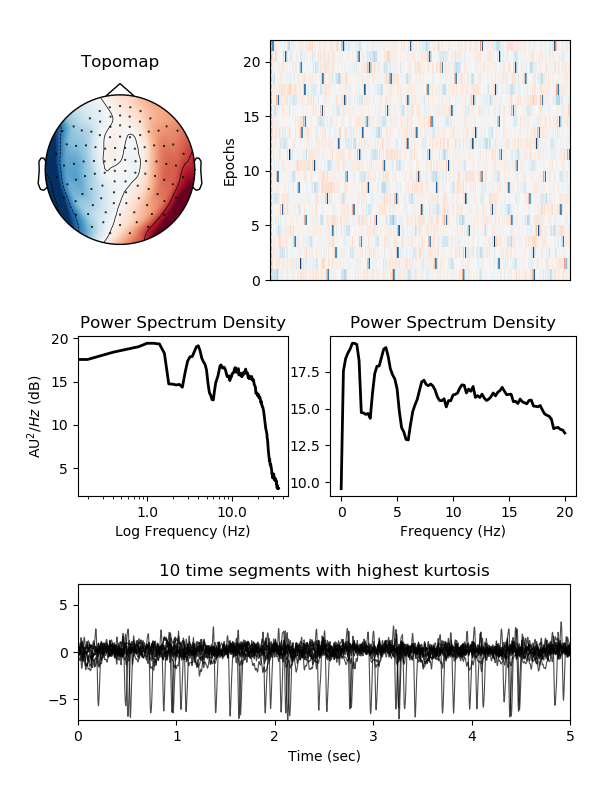 Topomap
Epochs
20
15
10
5
0
Power Spectrum Density
AU²/Hz (dB)
20
15
10
5
1.0 10.0
Log Frequency (Hz)
Power Spectrum Density
17.5
15.0
12.5
10.0
0 5 10 15 20
Frequency (Hz)
10 time segments with highest kurtosis
5
0
−5
0 1 2 3 4 5
Time (sec)